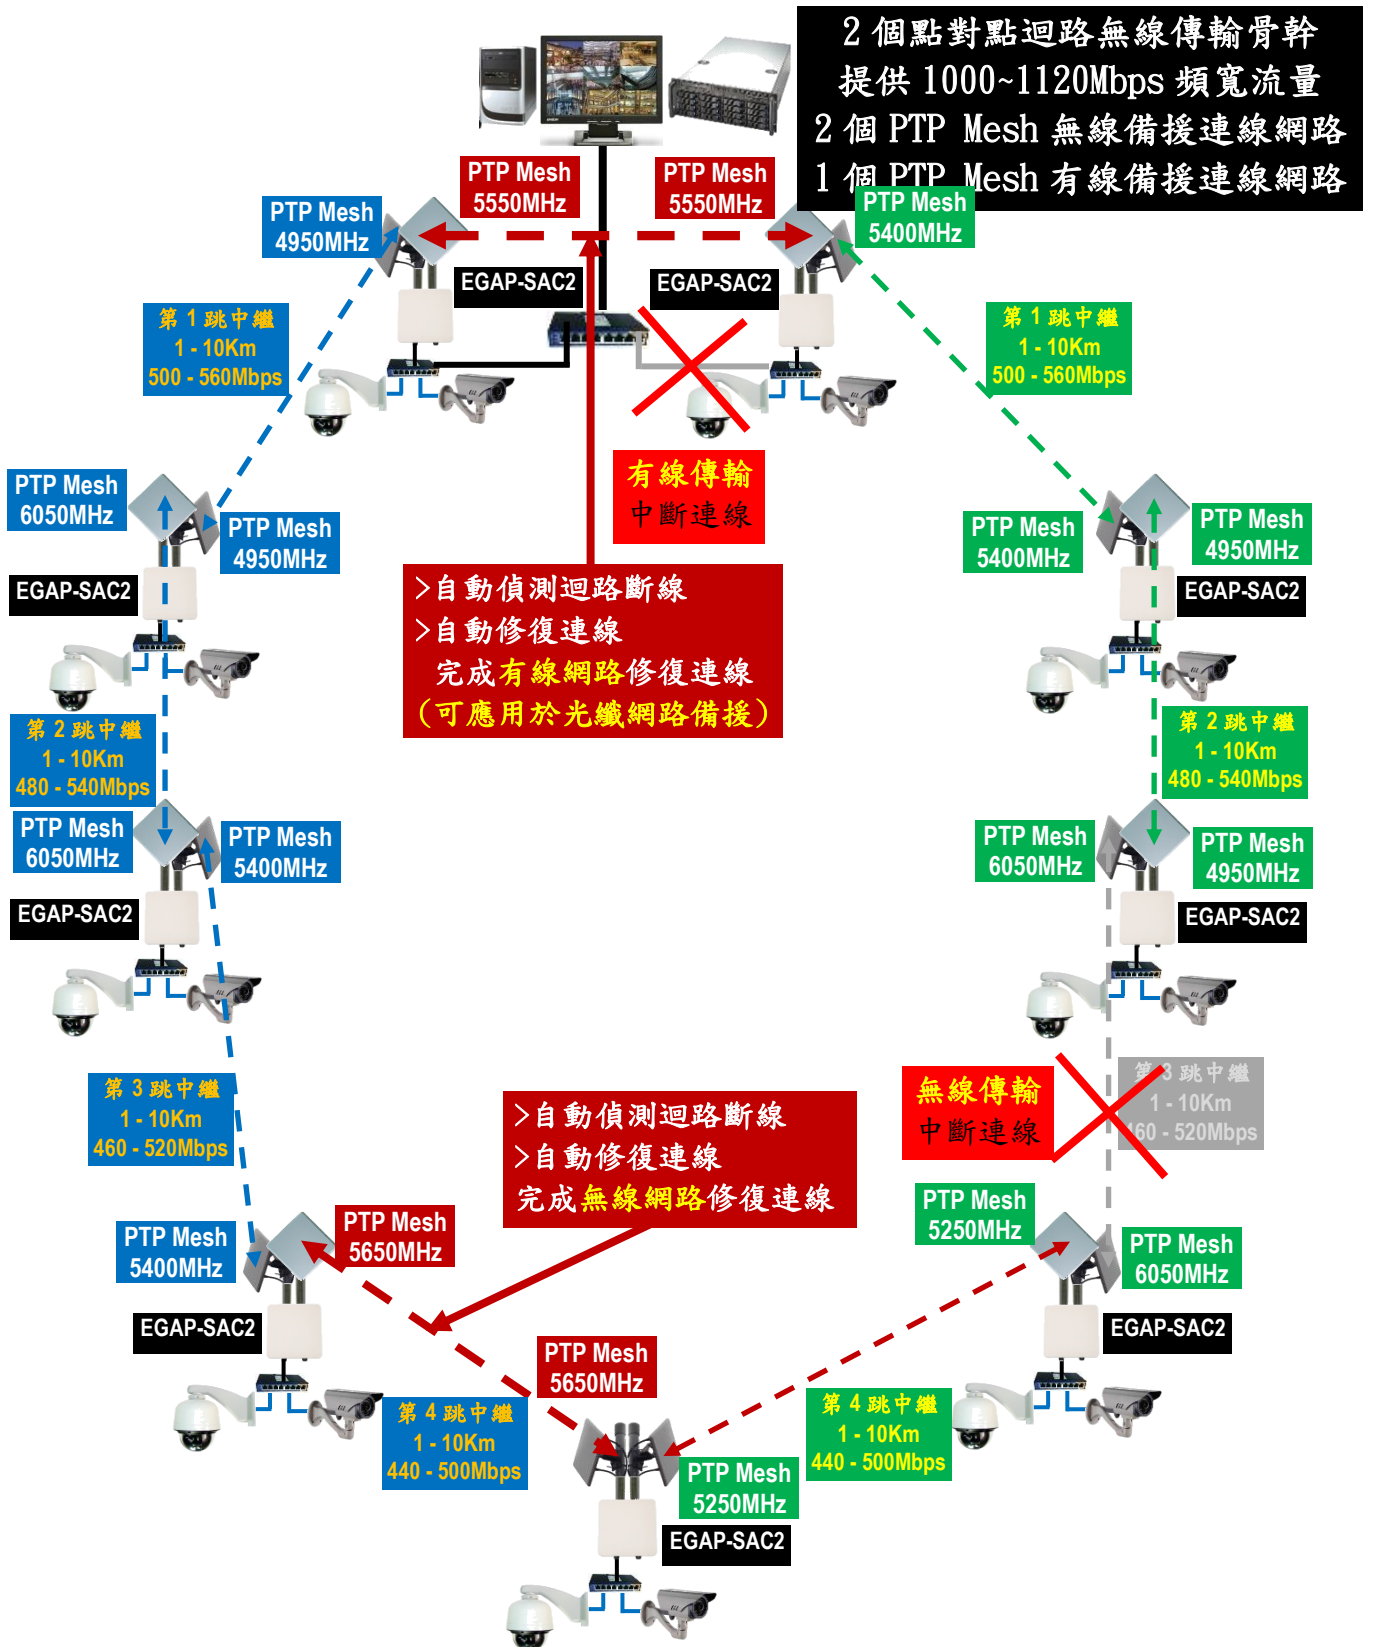 2 個點對點迴路無線傳輸骨幹
提供 1000~1120Mbps 頻寬流量
2 個 PTP Mesh 無線備援連線網路
1 個 PTP Mesh 有線備援連線網路
PTP Mesh
5550MHz
PTP Mesh
5550MHz
PTP Mesh
4950MHz
PTP Mesh
5400MHz
EGAP-SAC2
EGAP-SAC2
第 1 跳中繼
1 - 10Km
500 - 560Mbps
第 1 跳中繼
1 - 10Km
500 - 560Mbps
有線傳輸
中斷連線
PTP Mesh
6050MHz
PTP Mesh
4950MHz
PTP Mesh
5400MHz
PTP Mesh
4950MHz
EGAP-SAC2
EGAP-SAC2
>自動偵測迴路斷線
>自動修復連線
完成有線網路修復連線
(可應用於光纖網路備援)
第 2 跳中繼
1 - 10Km
480 - 540Mbps
第 2 跳中繼
1 - 10Km
480 - 540Mbps
PTP Mesh
6050MHz
PTP Mesh
5400MHz
PTP Mesh
6050MHz
PTP Mesh
4950MHz
EGAP-SAC2
EGAP-SAC2
第 3 跳中繼
1 - 10Km
460 - 520Mbps
無線傳輸
中斷連線
第 3 跳中繼
1 - 10Km
460 - 520Mbps
>自動偵測迴路斷線
>自動修復連線
完成無線網路修復連線
PTP Mesh
5400MHz
PTP Mesh
5650MHz
PTP Mesh
5250MHz
PTP Mesh
6050MHz
EGAP-SAC2
EGAP-SAC2
PTP Mesh
5650MHz
第 4 跳中繼
1 - 10Km
440 - 500Mbps
第 4 跳中繼
1 - 10Km
440 - 500Mbps
PTP Mesh
5250MHz
EGAP-SAC2